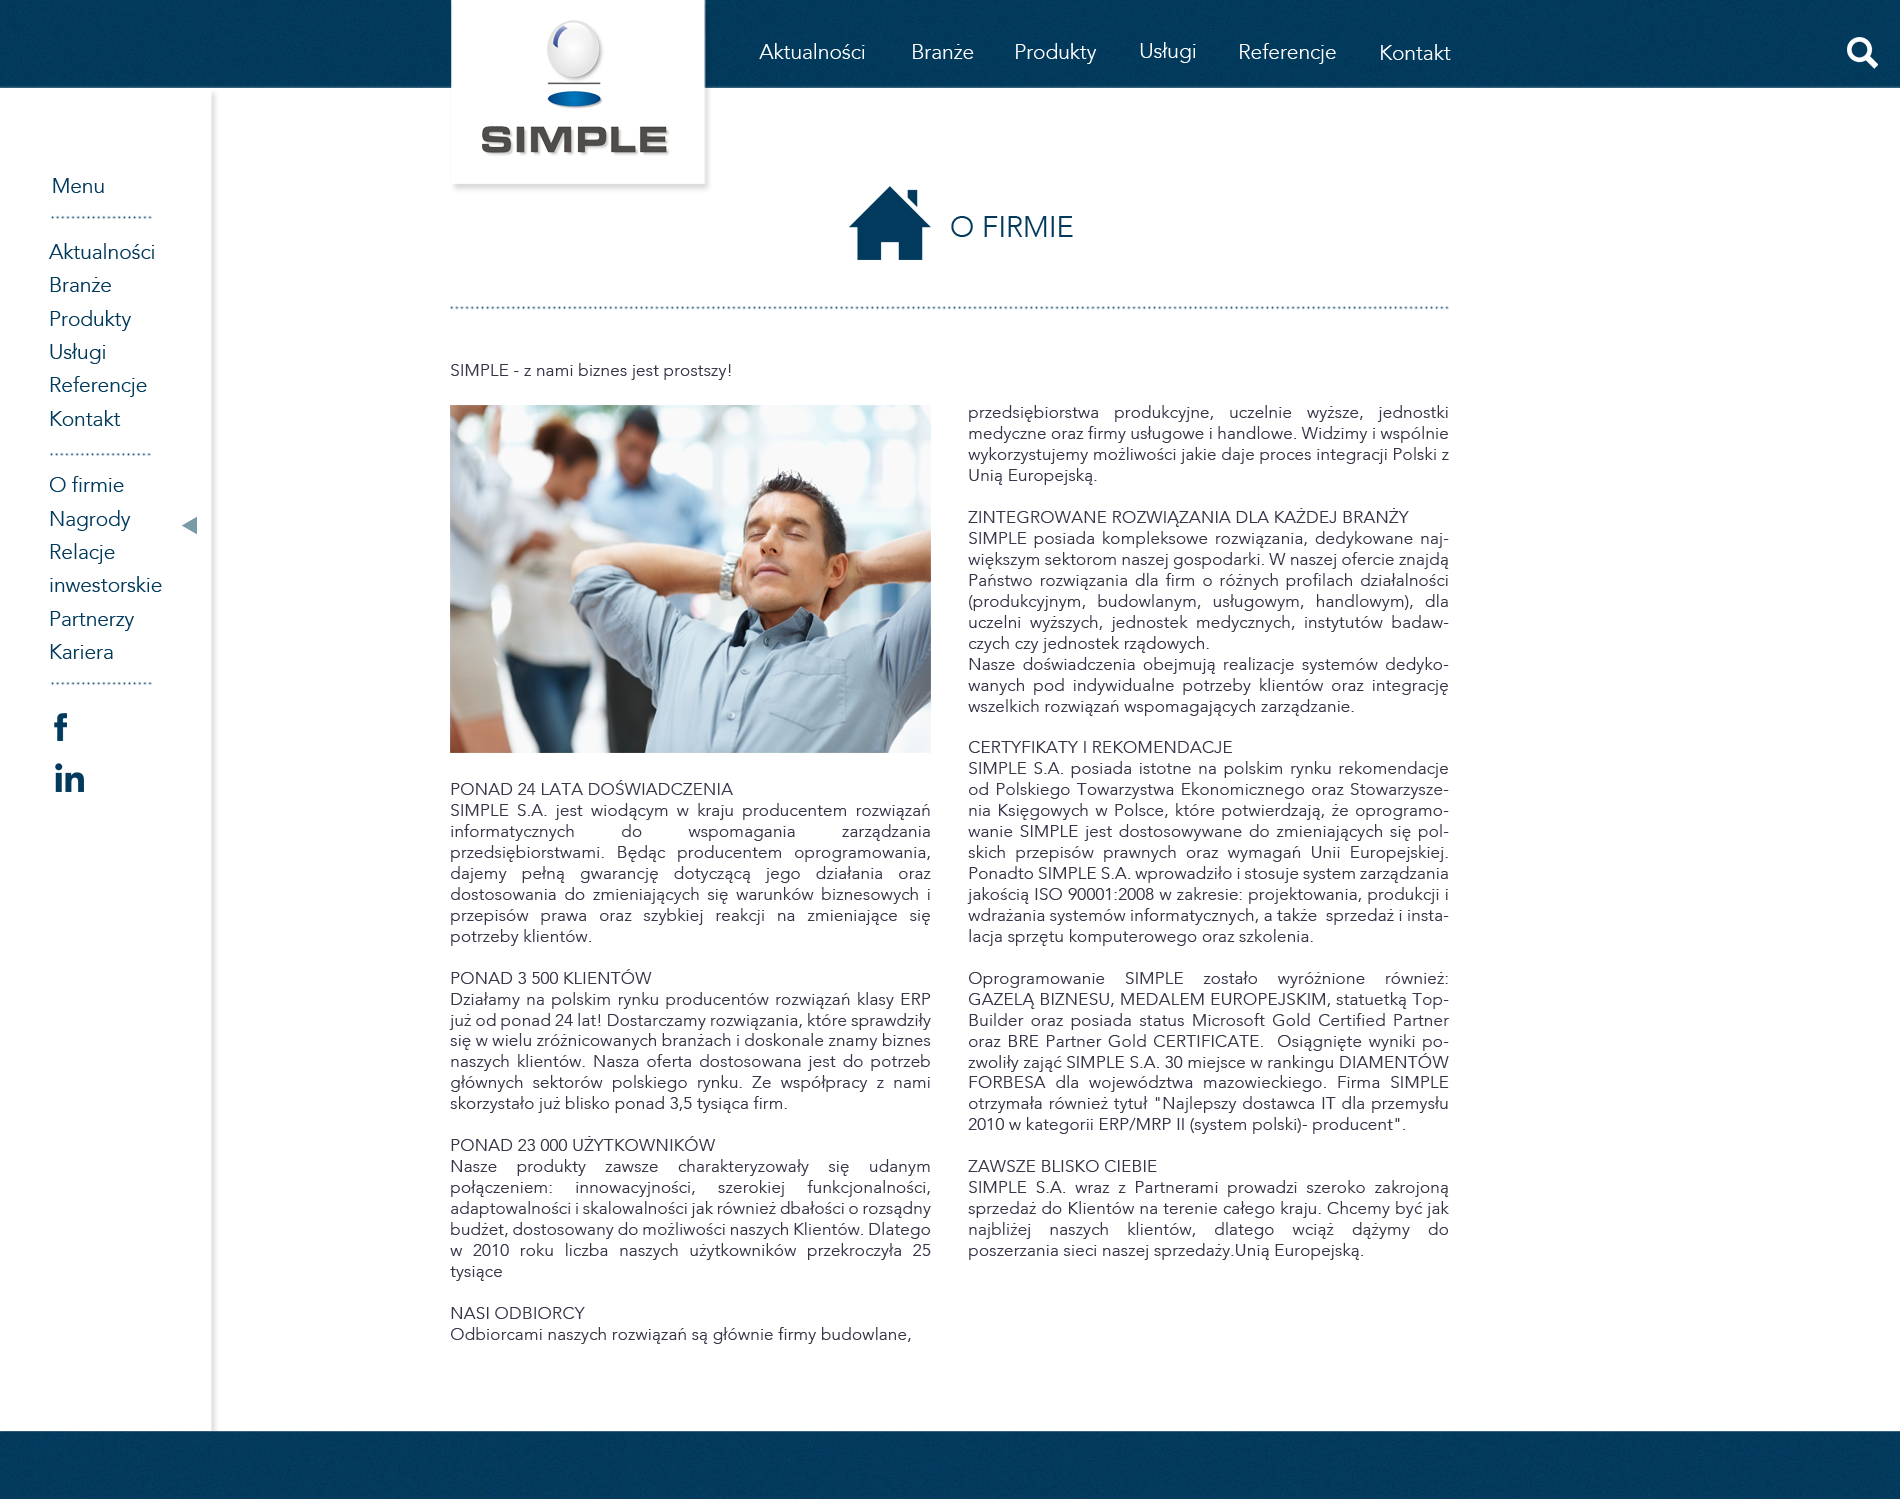 SIMPLE
Aktualności
Branże
Produkty
Usługi
Referencje
Kontakt
Menu
Aktualności
Branże
Produkty
Usługi
Referencje
Kontakt
O firmie
Nagrody
Relacje
inwestorskie
Partnerzy
Kariera
f
in
O FIRMIE
SIMPLE - z nami biznes jest prostszy!
PONAD 24 LATA DOŚWIADCZENIA
SIMPLE S.A. jest wiodącym w kraju producentem rozwiązań
informatycznych do wspomagania zarządzania
przedsiębiorstwami. Będąc producentem oprogramowania,
dajemy pełną gwarancję dotyczącą jego działania oraz
dostosowania do zmieniających się warunków biznesowych i
przepisów prawa oraz szybkiej reakcji na zmieniające się
potrzeby klientów.
PONAD 3 500 KLIENTÓW
Działamy na polskim rynku producentów rozwiązań klasy ERP
już od ponad 24 lat! Dostarczamy rozwiązania, które sprawdziły
się w wielu zróżnicowanych branżach i doskonale znamy biznes
naszych klientów. Nasza oferta dostosowana jest do potrzeb
głównych sektorów polskiego rynku. Ze współpracy z nami
skorzystało już blisko ponad 3,5 tysiąca firm.
PONAD 23 000 UŻYTKOWNIKÓW
Nasze produkty zawsze charakteryzowały się udanym
połączeniem: innowacyjności, szerokiej funkcjonalności,
adaptowalności i skalowalności jak również dbałości o rozsądny
budżet, dostosowany do możliwości naszych Klientów. Dlatego
w 2010 roku liczba naszych użytkowników przekroczyła 25
tysiące
NASI ODBIORCY
Odbiorcami naszych rozwiązań są głównie firmy budowlane,
przedsiębiorstwa produkcyjne, uczelnie wyższe, jednostki
medyczne oraz firmy usługowe i handlowe. Widzimy i wspólnie
wykorzystujemy możliwości jakie daje proces integracji Polski z
Unią Europejską.
ZINTEGROWANE ROZWIĄZANIA DLA KAŻDEJ BRANŻY
SIMPLE posiada kompleksowe rozwiązania, dedykowane naj-
większym sektorom naszej gospodarki. W naszej ofercie znajdą
Państwo rozwiązania dla firm o różnych profilach działalności
(produkcyjnym, budowlanym, usługowym, handlowym), dla
uczelni wyższych, jednostek medycznych, instytutów badaw-
czych czy jednostek rządowych.
Nasze doświadczenia obejmują realizacje systemów dedyko-
wanych pod indywidualne potrzeby klientów oraz integrację
wszelkich rozwiązań wspomagających zarządzanie.
CERTYFIKATY I REKOMENDACJE
SIMPLE S.A. posiada istotne na polskim rynku rekomendacje
od Polskiego Towarzystwa Ekonomicznego oraz Stowarzysze-
nia Księgowych w Polsce, które potwierdzają, że oprogramo-
wanie SIMPLE jest dostosowywane do zmieniających się pol-
skich przepisów prawnych oraz wymagań Unii Europejskiej.
Ponadto SIMPLE S.A. wprowadziło i stosuje system zarządzania
jakością ISO 90001:2008 w zakresie: projektowania, produkcji i
wdrażania systemów informatycznych, a także  sprzedaż i insta-
lacja sprzętu komputerowego oraz szkolenia.
Oprogramowanie SIMPLE zostało wyróżnione również:
GAZELĄ BIZNESU, MEDALEM EUROPEJSKIM, statuetką Top-
Builder oraz posiada status Microsoft Gold Certified Partner
oraz BRE Partner Gold CERTIFICATE.  Osiągnięte wyniki po-
zwoliły zająć SIMPLE S.A. 30 miejsce w rankingu DIAMENTÓW
FORBESA dla województwa mazowieckiego. Firma SIMPLE
otrzymała również tytuł "Najlepszy dostawca IT dla przemysłu
2010 w kategorii ERP/MRP II (system polski)- producent".
ZAWSZE BLISKO CIEBIE
SIMPLE S.A. wraz z Partnerami prowadzi szeroko zakrojoną
sprzedaż do Klientów na terenie całego kraju. Chcemy być jak
najbliżej naszych klientów, dlatego wciąż dążymy do
poszerzania sieci naszej sprzedaży.Unią Europejską.